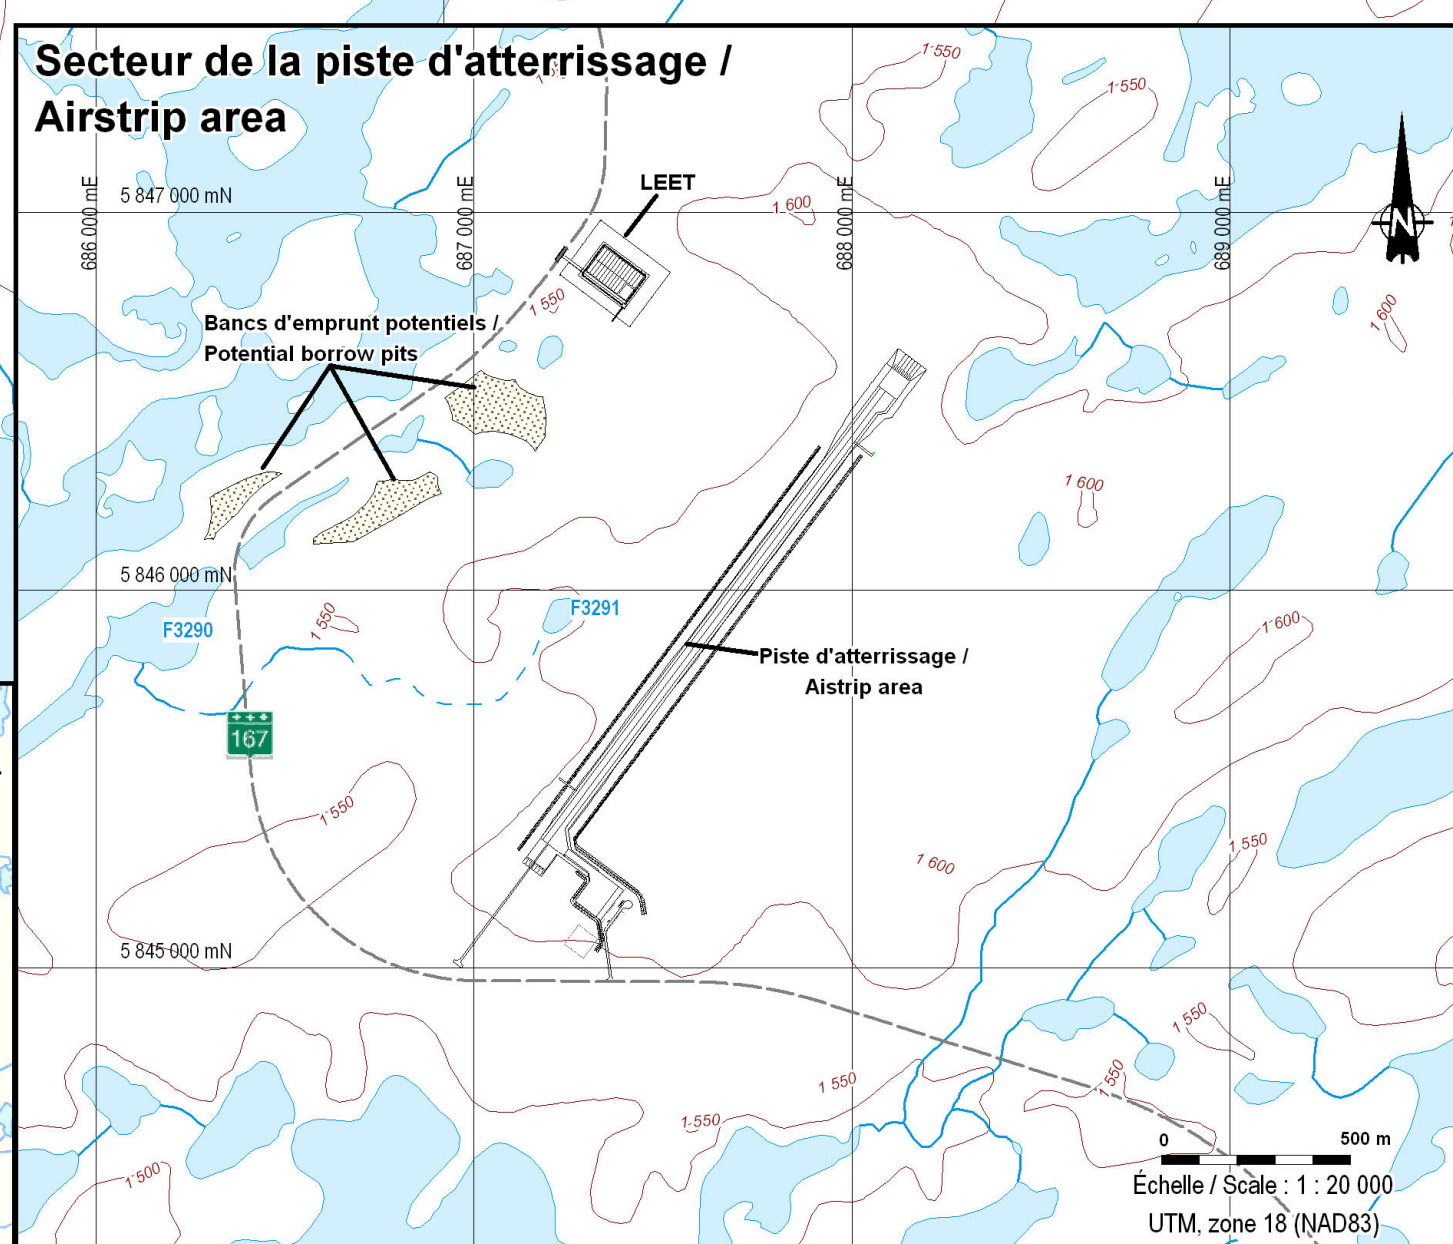 Secteur de la piste d'atterrissage /
Airstrip area
1 550
1 550
686 000 mE
5 847 000 mN
687 000 mE
LEET
1 600
688 000 mE
689 000 mE
N
1 550
1 600
Bancs d'emprunt potentiels /
Potential borrow pits
1 600
5 846 000 mN
F3290
1 550
F3291
1 600
Piste d'atterrissage /
Aistrip area
167
1 550
1 600
1 550
5 845 000 mN
1 550
1 550
1 550
1 550
1 500
0 500 m
Échelle / Scale : 1 : 20 000
UTM, zone 18 (NAD83)